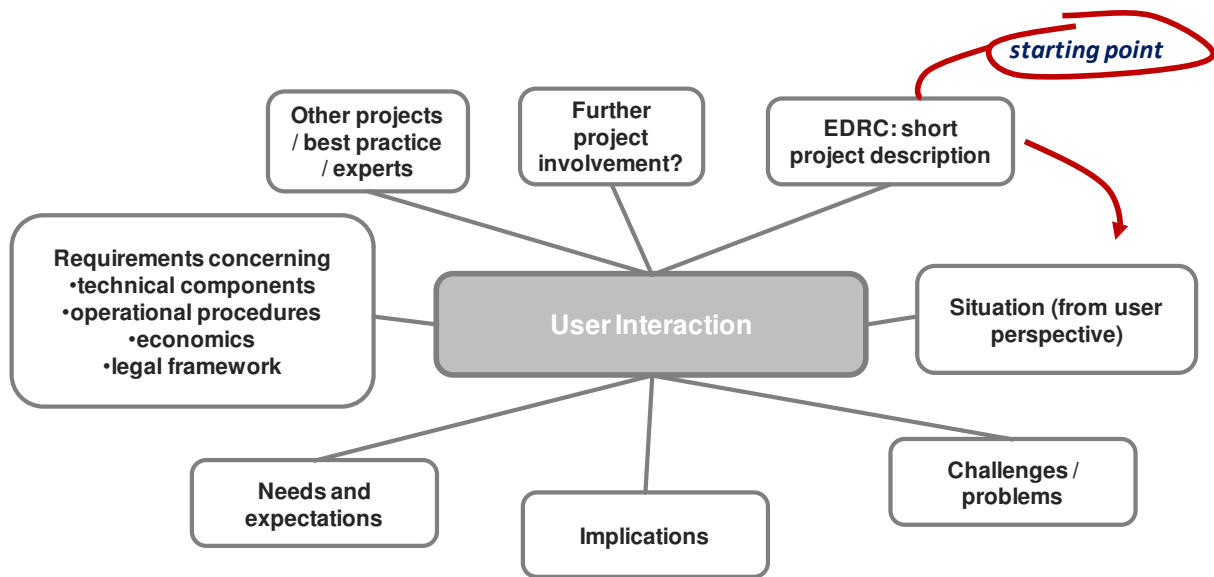 starting point
Other projects
/ best practice
/ experts
Further
project
involvement?
EDRC: short
project description
Requirements concerning
•technical components
•operational procedures
•economics
•legal framework
User Interaction
Situation (from user
perspective)
Needs and
expectations
Implications
Challenges /
problems